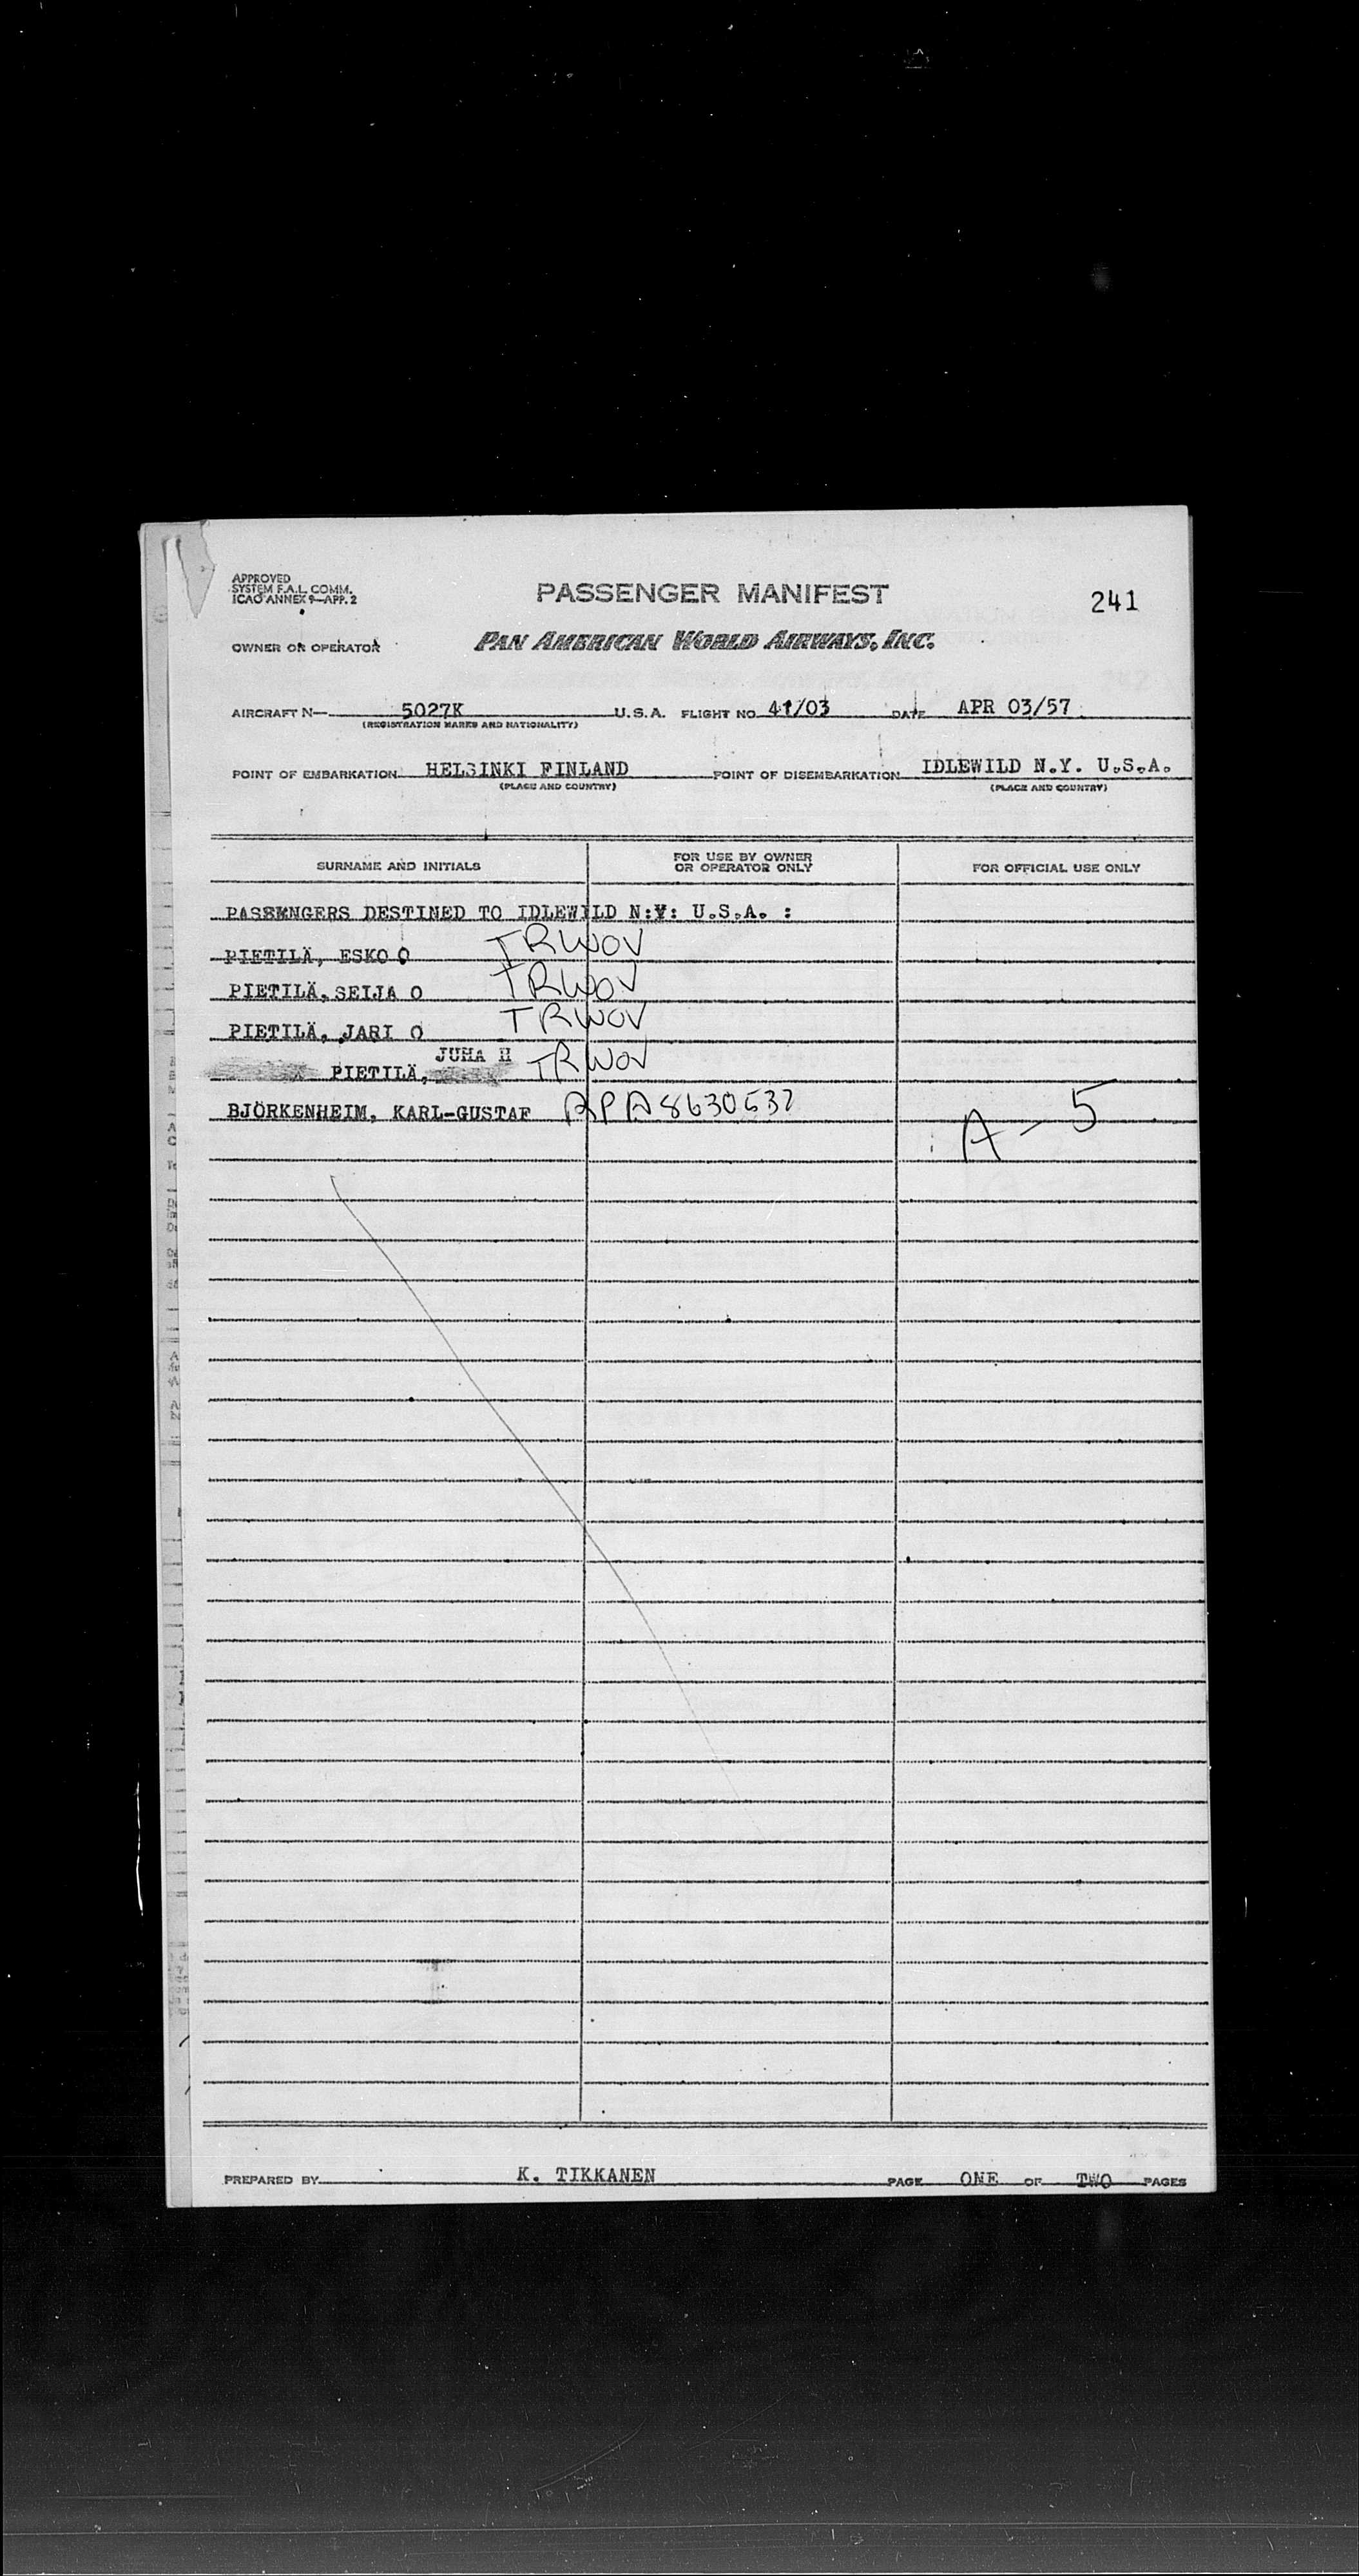 APPROVED
SYSTEM F.A.L. COMM.
ICAO ANNEX 9—APP. 2
PASSENGER MANIFEST
241
OWNER OR OPERATOR
PAN AMERICAN WORLD AIRWAYS, INC.
AIRCRAFT N— 5027K U.S.A. FLIGHT NO 41/03 DATE APR 03/57
(REGISTRATION MARKS AND NATIONALITY)
POINT OF EMBARKATION HELSINKI FINLAND POINT OF DISEMBARKATION IDLEWILD N.Y. U.S.A.
(PLACE AND COUNTRY) (PLACE AND COUNTRY)
SURNAME AND INITIALS FOR USE BY OWNER OR OPERATOR ONLY FOR OFFICIAL USE ONLY
PASSENGERS DESTINED TO IDLEWILD N:Y: U.S.A. :
PIETILÄ, ESKO O TRWOV
PIETILÄ, SEIJA O TRWOV
PIETILÄ, JARI O TRWOV
PIETILÄ, JUHA H TRWOV
BJÖRKENHEIM, KARL-GUSTAF APA8630637
A-5
PREPARED BY K. TIKKANEN PAGE ONE OF TWO PAGES